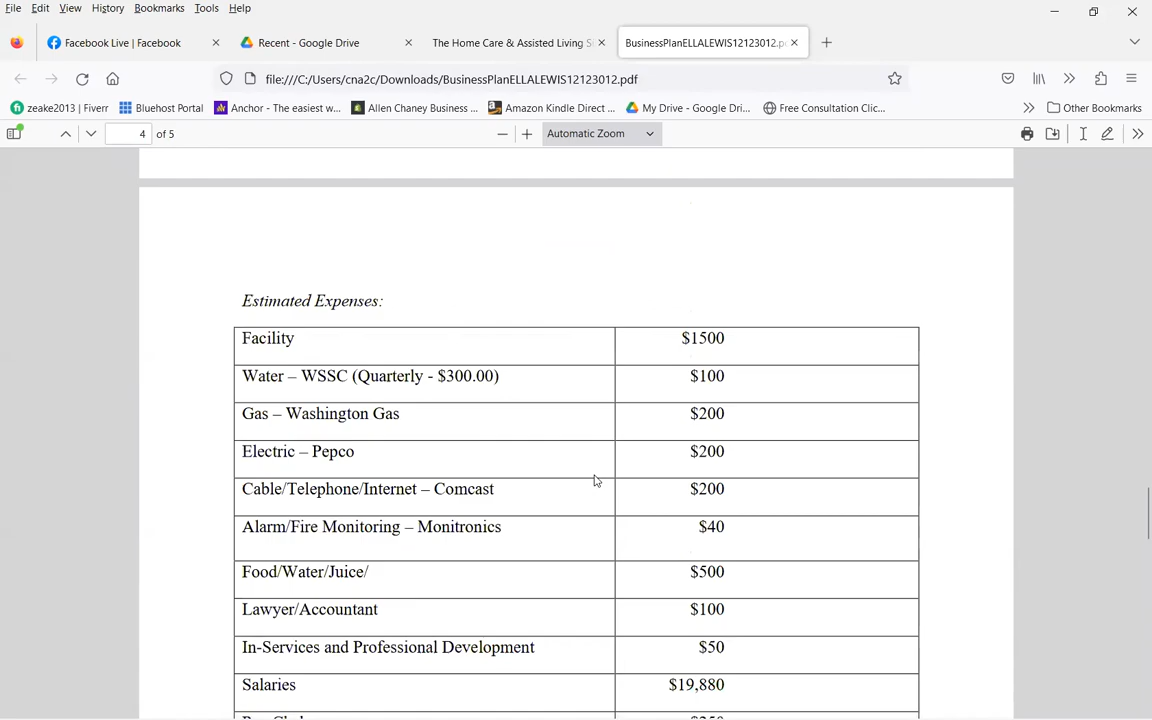 File Edit View History Bookmarks Tools Help
Facebook Live | Facebook
Recent - Google Drive
The Home Care & Assisted Living S
BusinessPlanELLALEWIS12123012.p
file:///C:/Users/cna2c/Downloads/BusinessPlanELLALEWIS12123012.pdf
zeake2013 | Fiverr
Bluehost Portal
Anchor - The easiest w...
Allen Chaney Business ...
Amazon Kindle Direct ...
My Drive - Google Dri...
Free Consultation Clic...
Other Bookmarks
4 of 5
Automatic Zoom
Estimated Expenses:
Facility $1500
Water – WSSC (Quarterly - $300.00) $100
Gas – Washington Gas $200
Electric – Pepco $200
Cable/Telephone/Internet – Comcast $200
Alarm/Fire Monitoring – Monitronics $40
Food/Water/Juice/ $500
Lawyer/Accountant $100
In-Services and Professional Development $50
Salaries $19,880